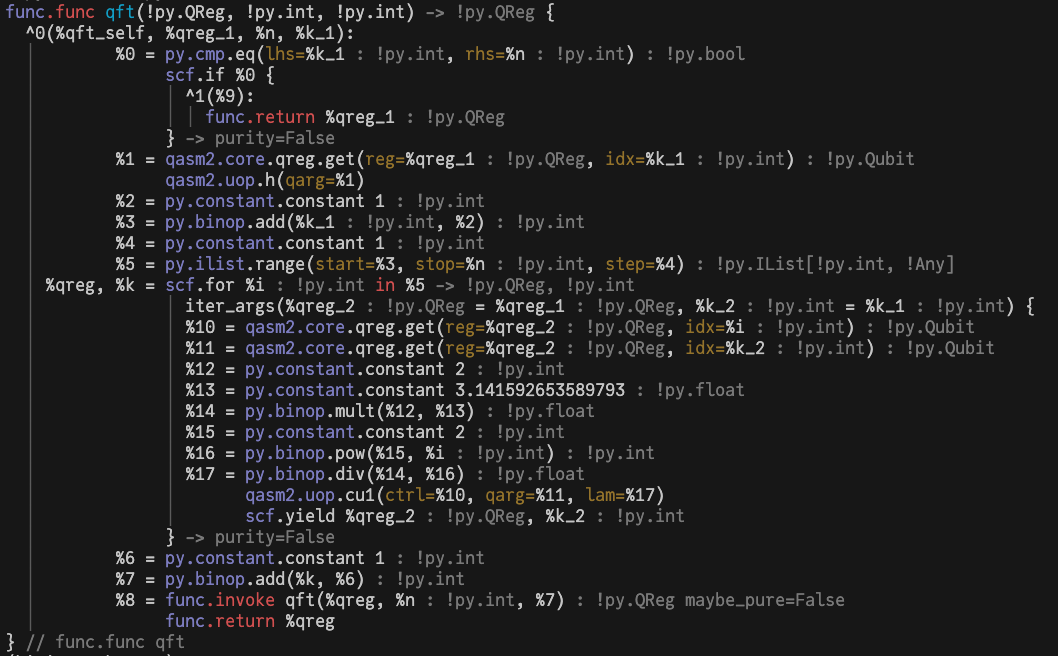 func.func qft(!py.QReg, !py.int, !py.int) -> !py.QReg {
^0(%qft_self, %qreg_1, %n, %k_1):
%0 = py.cmp.eq(lhs=%k_1 : !py.int, rhs=%n : !py.int) : !py.bool
scf.if %0 {
^1(%9):
func.return %qreg_1 : !py.QReg
} -> purity=False
%1 = qasm2.core.qreg.get(reg=%qreg_1 : !py.QReg, idx=%k_1 : !py.int) : !py.Qubit
qasm2.uop.h(qarg=%1)
%2 = py.constant.constant 1 : !py.int
%3 = py.binop.add(%k_1 : !py.int, %2) : !py.int
%4 = py.constant.constant 1 : !py.int
%5 = py.ilist.range(start=%3, stop=%n : !py.int, step=%4) : !py.IList[!py.int, !Any]
%qreg, %k = scf.for %i : !py.int in %5 -> !py.QReg, !py.int
iter_args(%qreg_2 : !py.QReg = %qreg_1 : !py.QReg, %k_2 : !py.int = %k_1 : !py.int) {
%10 = qasm2.core.qreg.get(reg=%qreg_2 : !py.QReg, idx=%i : !py.int) : !py.Qubit
%11 = qasm2.core.qreg.get(reg=%qreg_2 : !py.QReg, idx=%k_2 : !py.int) : !py.Qubit
%12 = py.constant.constant 2 : !py.int
%13 = py.constant.constant 3.141592653589793 : !py.float
%14 = py.binop.mult(%12, %13) : !py.float
%15 = py.constant.constant 2 : !py.int
%16 = py.binop.pow(%15, %i : !py.int) : !py.int
%17 = py.binop.div(%14, %16) : !py.float
qasm2.uop.cu1(ctrl=%10, qarg=%11, lam=%17)
scf.yield %qreg_2 : !py.QReg, %k_2 : !py.int
} -> purity=False
%6 = py.constant.constant 1 : !py.int
%7 = py.binop.add(%k, %6) : !py.int
%8 = func.invoke qft(%qreg, %n : !py.int, %7) : !py.QReg maybe_pure=False
func.return %qreg
} // func.func qft